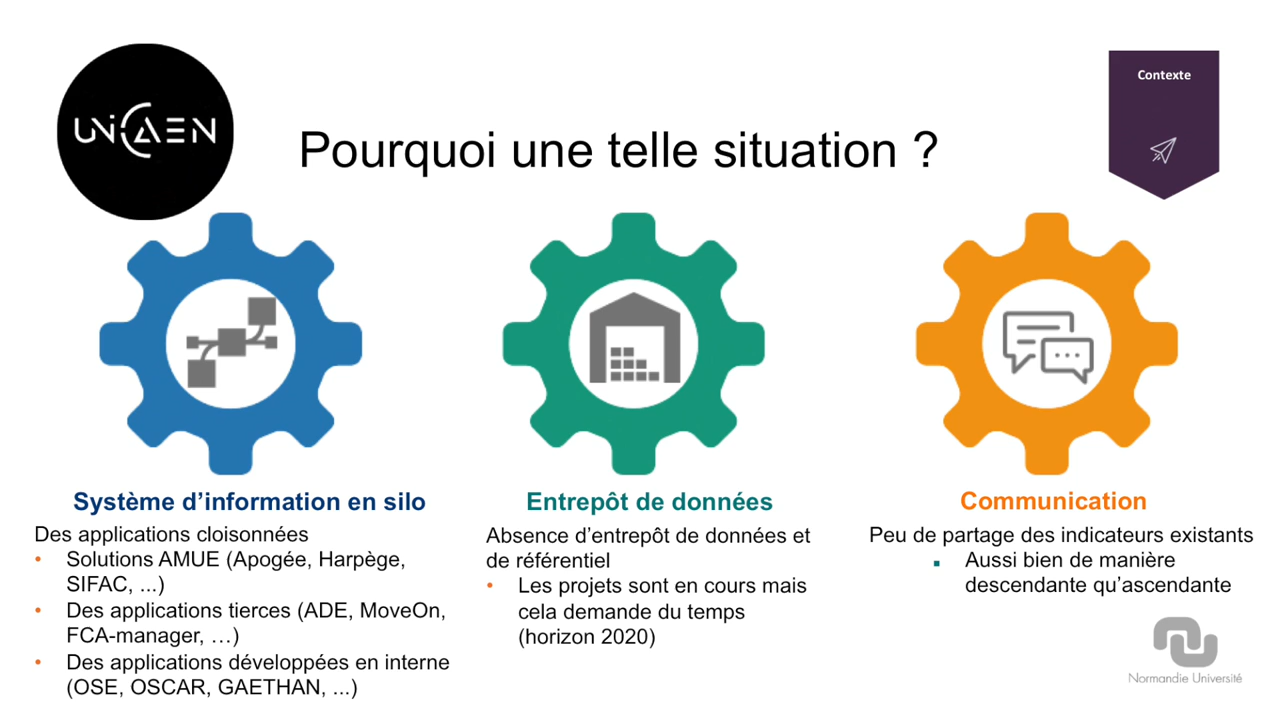 UNICAEN
Contexte
Pourquoi une telle situation ?
Système d’information en silo
Des applications cloisonnées
• Solutions AMUE (Apogée, Harpège,
SIFAC, ...)
• Des applications tierces (ADE, MoveOn,
FCA-manager, …)
• Des applications développées en interne
(OSE, OSCAR, GAETHAN, ...)
Entrepôt de données
Absence d’entrepôt de données et
de référentiel
• Les projets sont en cours mais
cela demande du temps
(horizon 2020)
Communication
Peu de partage des indicateurs existants
▪ Aussi bien de manière
descendante qu’ascendante
Normandie Université